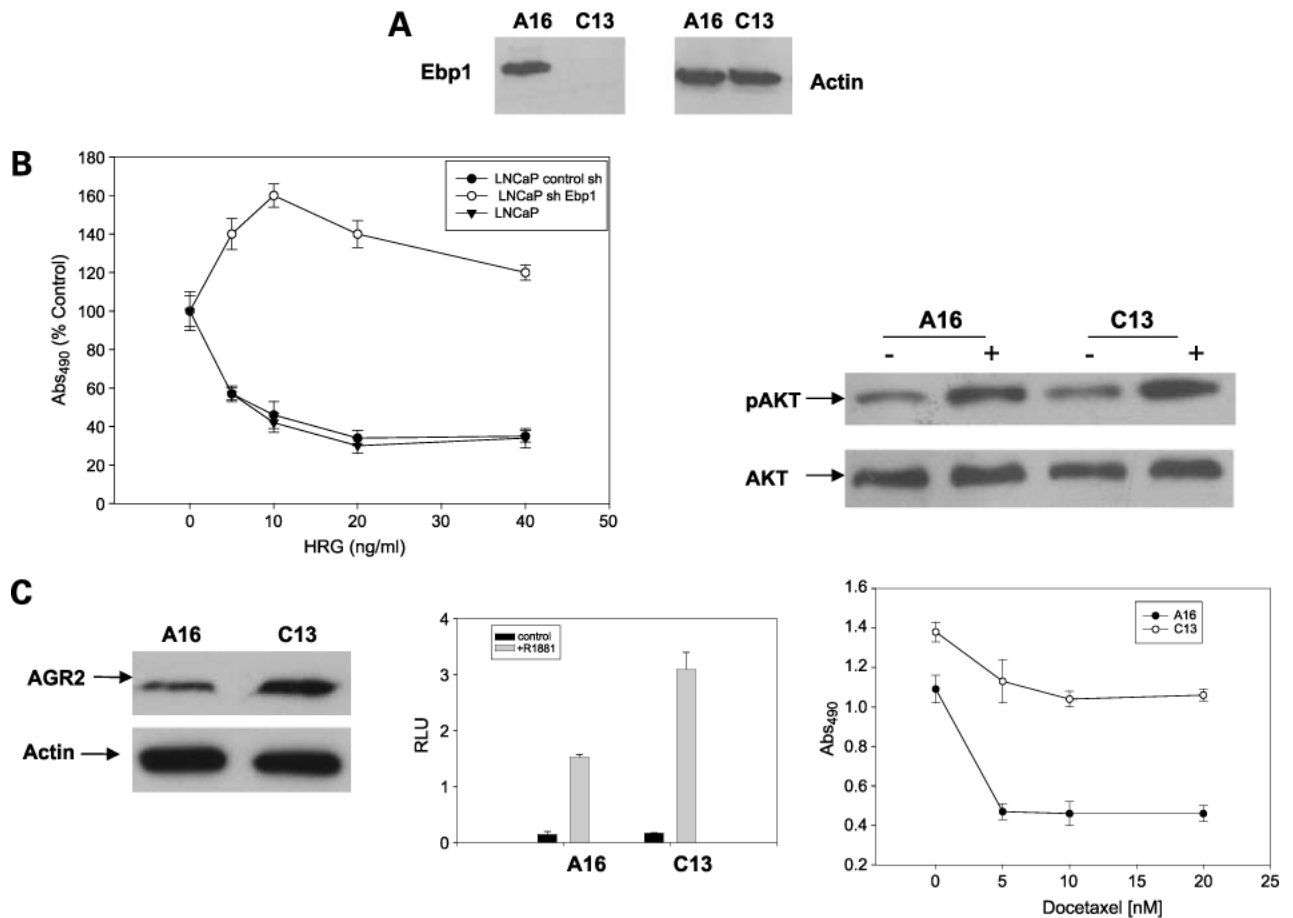 A
A16 C13
A16 C13
Ebp1
Actin
B
180
160
140
120
100
80
60
40
20
0
Abs490 (% Control)
0 10 20 30 40 50
HRG (ng/ml)
LNCaP control sh
LNCaP sh Ebp1
LNCaP
A16 C13
- + - +
pAKT
AKT
C
A16 C13
AGR2
Actin
4
3
2
1
0
RLU
control
+R1881
A16 C13
1.6
1.4
1.2
1.0
0.8
0.6
0.4
0.2
Abs490
A16
C13
0 5 10 15 20 25
Docetaxel [nM]